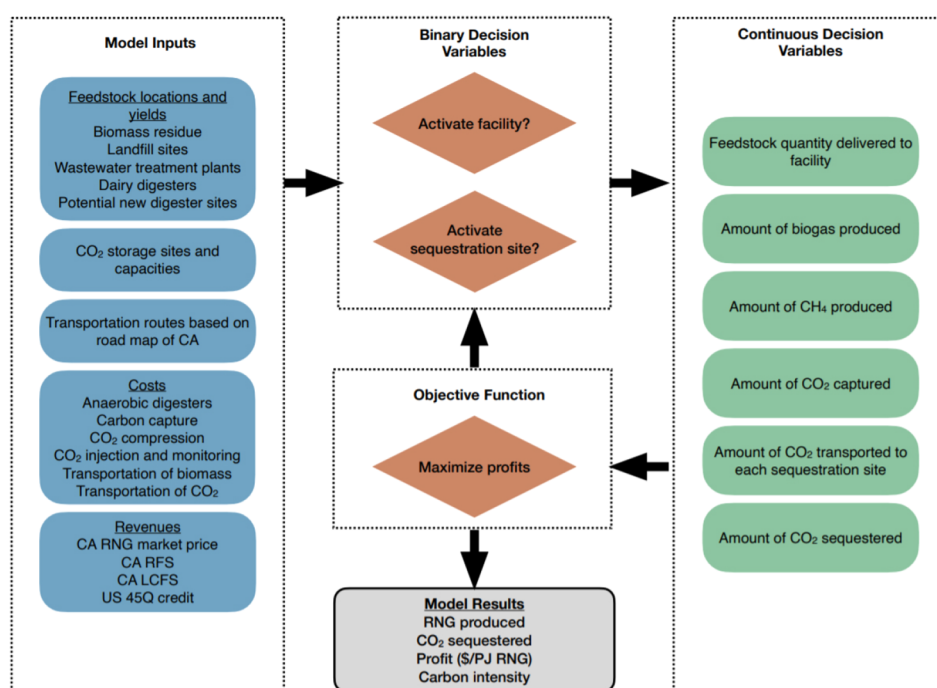 Model Inputs
Feedstock locations and
yields
Biomass residue
Landfill sites
Wastewater treatment plants
Dairy digesters
Potential new digester sites
CO₂ storage sites and
capacities
Transportation routes based on
road map of CA
Costs
Anaerobic digesters
Carbon capture
CO₂ compression
CO₂ injection and monitoring
Transportation of biomass
Transportation of CO₂
Revenues
CA RNG market price
CA RFS
CA LCFS
US 45Q credit
Binary Decision
Variables
Activate facility?
Activate
sequestration site?
Objective Function
Maximize profits
Model Results
RNG produced
CO₂ sequestered
Profit ($/PJ RNG)
Carbon intensity
Continuous Decision
Variables
Feedstock quantity delivered to
facility
Amount of biogas produced
Amount of CH₄ produced
Amount of CO₂ captured
Amount of CO₂ transported to
each sequestration site
Amount of CO₂ sequestered